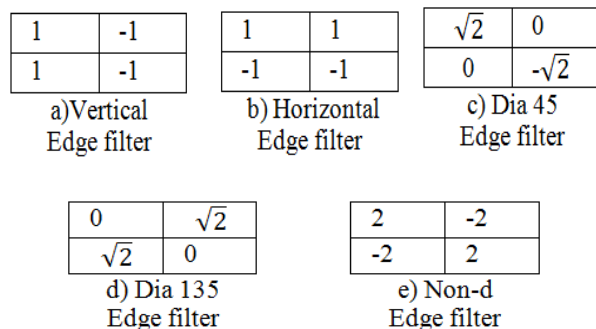 1 -1
1 -1
a)Vertical
Edge filter
1 1
-1 -1
b) Horizontal
Edge filter
√2 0
0 -√2
c) Dia 45
Edge filter
0 √2
√2 0
d) Dia 135
Edge filter
2 -2
-2 2
e) Non-d
Edge filter